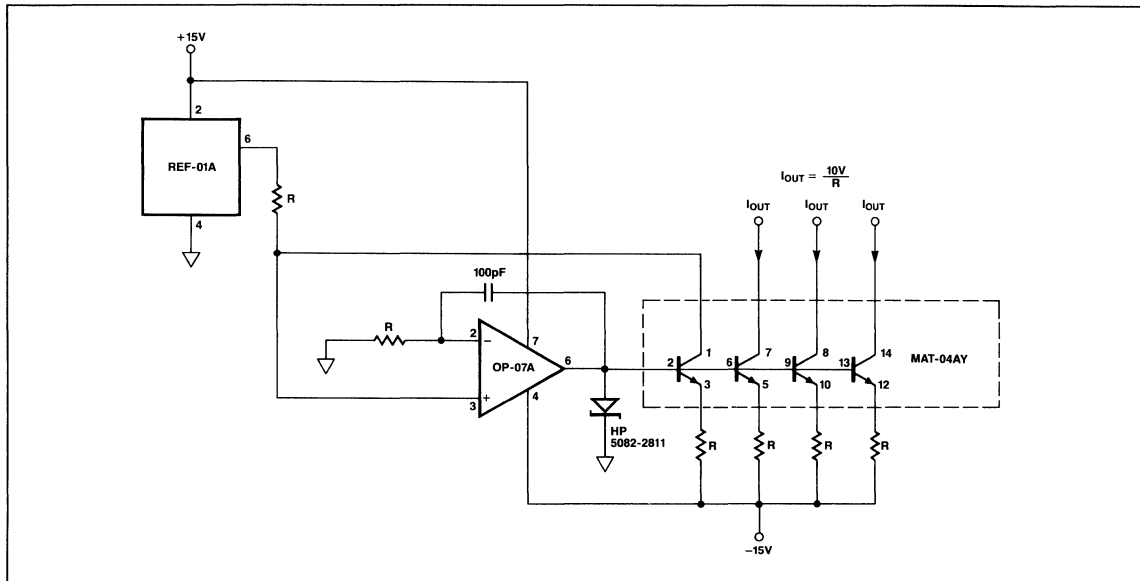 +15V
2
6
REF-01A
R
4
I_OUT = 10V / R
I_OUT I_OUT I_OUT
100pF
R
2 −
7
OP-07A
6
3 +
4
HP
5082-2811
1
2
3
7
6
5
8
9
10
14
13
12
MAT-04AY
R R R R
−15V